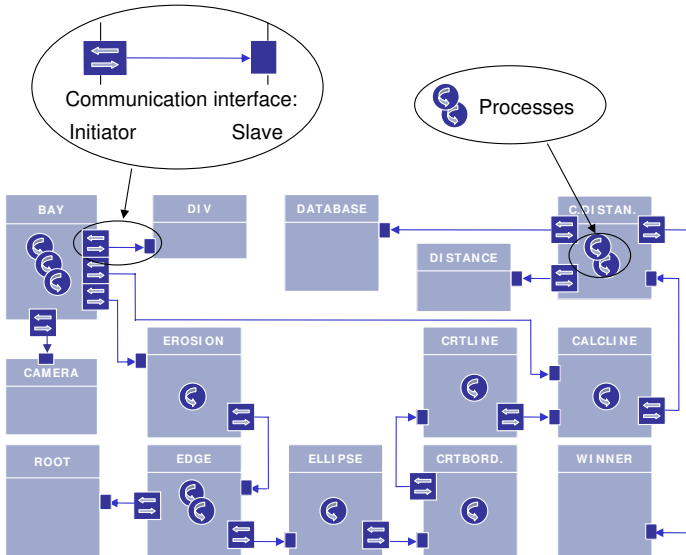 Communication interface:
Initiator Slave
Processes
BAY
DIV
DATABASE
C.DISTAN.
DISTANCE
CAMERA
EROSION
CRTLINE
CALCLINE
ROOT
EDGE
ELLIPSE
CRTBORD.
WINNER